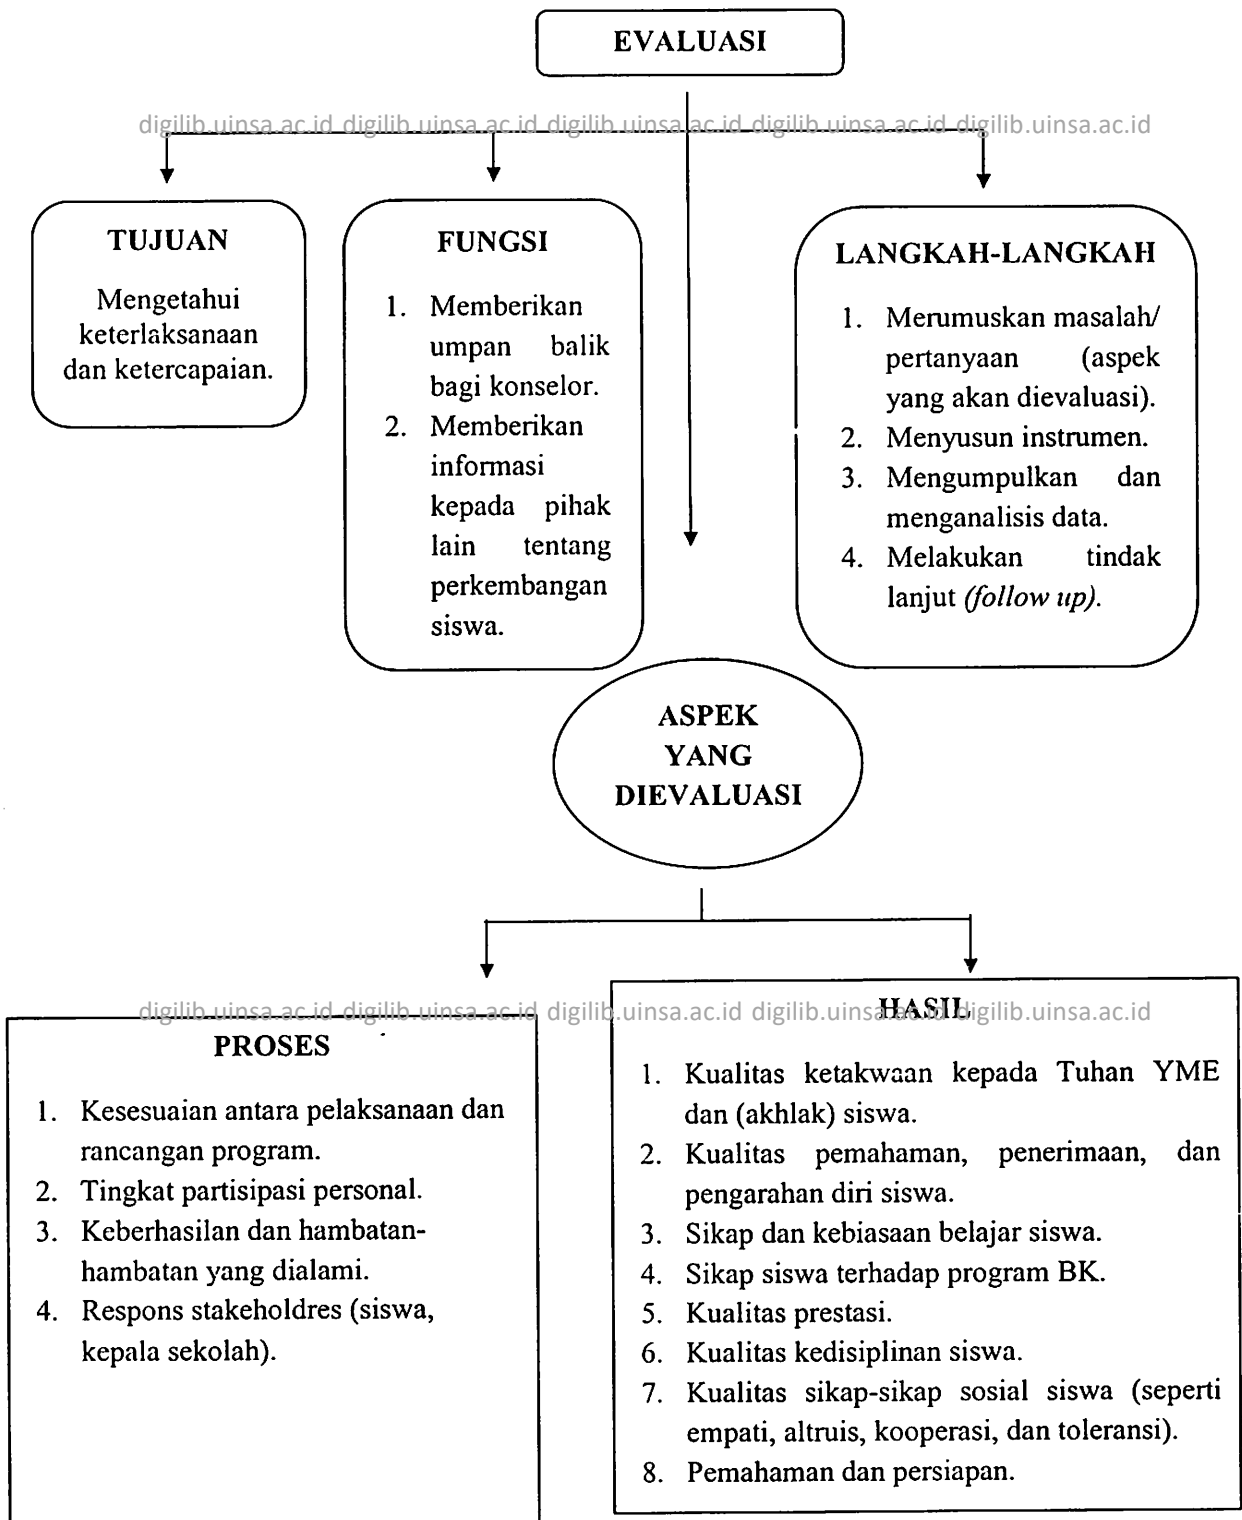 EVALUASI
digilib.uinsa.ac.id digilib.uinsa.ac.id digilib.uinsa.ac.id digilib.uinsa.ac.id digilib.uinsa.ac.id
TUJUAN
Mengetahui
keterlaksanaan
dan ketercapaian.
FUNGSI
1. Memberikan
umpan balik
bagi konselor.
2. Memberikan
informasi
kepada pihak
lain tentang
perkembangan
siswa.
LANGKAH-LANGKAH
1. Merumuskan masalah/
pertanyaan (aspek
yang akan dievaluasi).
2. Menyusun instrumen.
3. Mengumpulkan dan
menganalisis data.
4. Melakukan tindak
lanjut (follow up).
ASPEK
YANG
DIEVALUASI
digilib.uinsa.ac.id digilib.uinsa.ac.id digilib.uinsa.ac.id digilib.uinsa.ac.id digilib.uinsa.ac.id
PROSES
1. Kesesuaian antara pelaksanaan dan
rancangan program.
2. Tingkat partisipasi personal.
3. Keberhasilan dan hambatan-
hambatan yang dialami.
4. Respons stakeholdres (siswa,
kepala sekolah).
HASIL
1. Kualitas ketakwaan kepada Tuhan YME
dan (akhlak) siswa.
2. Kualitas pemahaman, penerimaan, dan
pengarahan diri siswa.
3. Sikap dan kebiasaan belajar siswa.
4. Sikap siswa terhadap program BK.
5. Kualitas prestasi.
6. Kualitas kedisiplinan siswa.
7. Kualitas sikap-sikap sosial siswa (seperti
empati, altruis, kooperasi, dan toleransi).
8. Pemahaman dan persiapan.